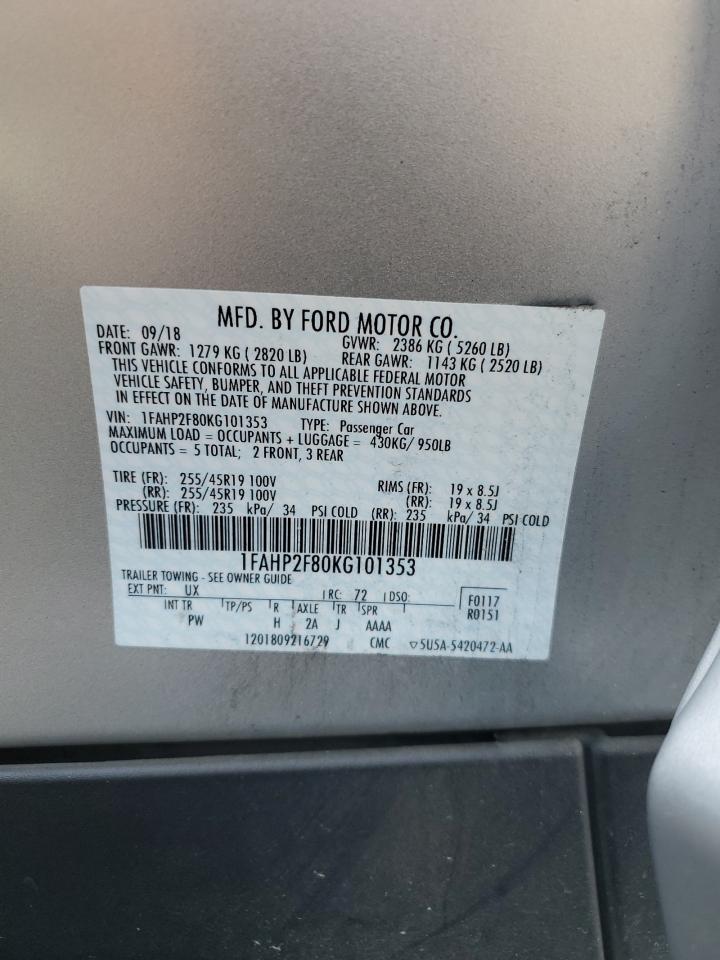 MFD. BY FORD MOTOR CO.
DATE: 09/18 GVWR: 2386 KG ( 5260 LB)
FRONT GAWR: 1279 KG ( 2820 LB) REAR GAWR: 1143 KG ( 2520 LB)
THIS VEHICLE CONFORMS TO ALL APPLICABLE FEDERAL MOTOR
VEHICLE SAFETY, BUMPER, AND THEFT PREVENTION STANDARDS
IN EFFECT ON THE DATE OF MANUFACTURE SHOWN ABOVE.
VIN: 1FAHP2F80KG101353 TYPE: Passenger Car
MAXIMUM LOAD = OCCUPANTS + LUGGAGE = 430KG/ 950LB
OCCUPANTS = 5 TOTAL; 2 FRONT, 3 REAR
TIRE (FR): 255/45R19 100V RIMS (FR): 19 x 8.5J
(RR): 255/45R19 100V (RR): 19 x 8.5J
PRESSURE (FR): 235 kPa/ 34 PSI COLD (RR): 235 kPa/ 34 PSI COLD
1FAHP2F80KG101353
TRAILER TOWING - SEE OWNER GUIDE
EXT PNT: UX RC: 72 DSO: F0117
INT TR TP/PS R AXLE TR SPR R0151
PW H 2A J AAAA
1201809216729 CMC ▽5U5A-5420472-AA